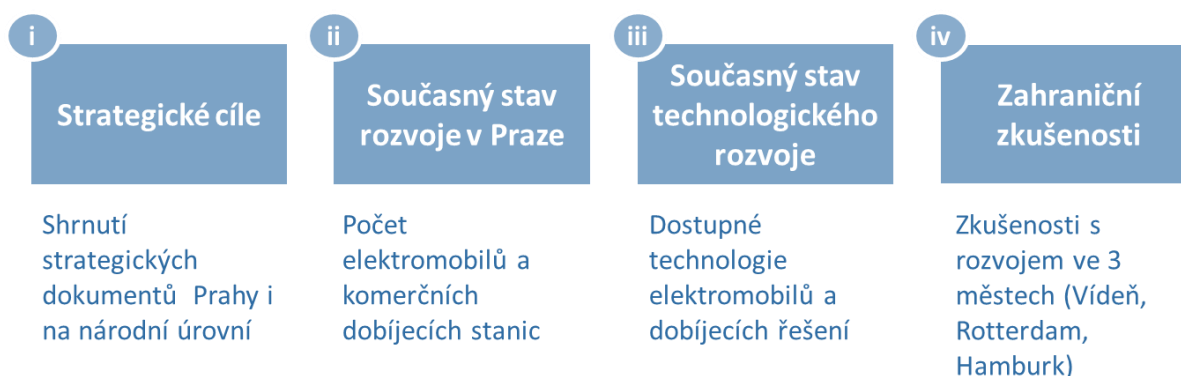 i
Strategické cíle
Shrnutí
strategických
dokumentů Prahy i
na národní úrovní
ii
Současný stav
rozvoje v Praze
Počet
elektromobilů a
komerčních
dobíjecích stanic
iii
Současný stav
technologického
rozvoje
Dostupné
technologie
elektromobilů a
dobíjecích řešení
iv
Zahraniční
zkušenosti
Zkušenosti s
rozvojem ve 3
městech (Vídeň,
Rotterdam,
Hamburk)